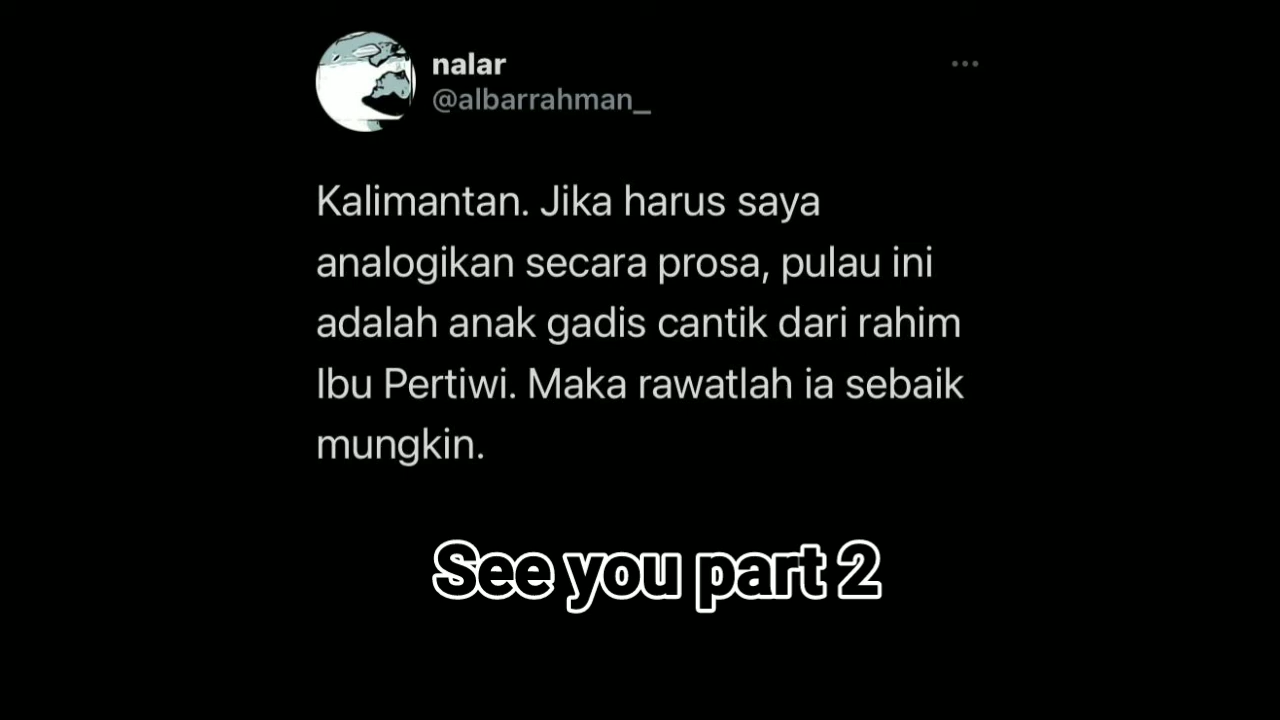 nalar
@albarrahman_
Kalimantan. Jika harus saya
analogikan secara prosa, pulau ini
adalah anak gadis cantik dari rahim
Ibu Pertiwi. Maka rawatlah ia sebaik
mungkin.
See you part 2